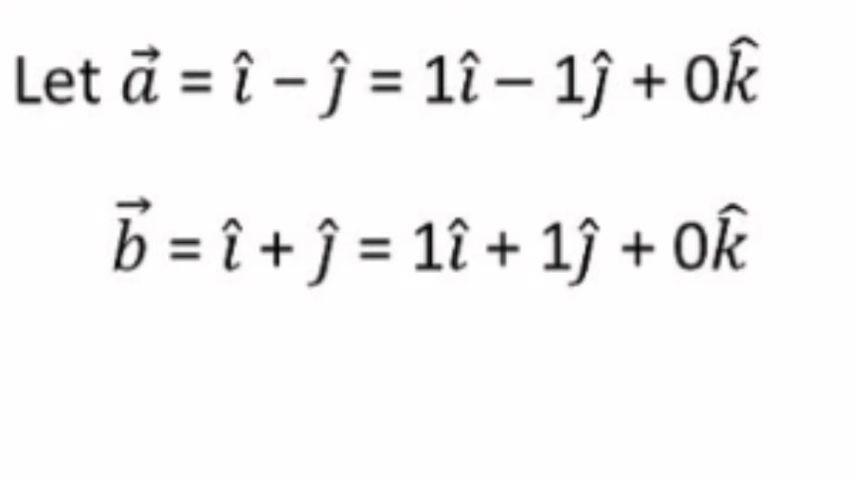 Let a⃗ = î − ĵ = 1î − 1ĵ + 0k̂
b⃗ = î + ĵ = 1î + 1ĵ + 0k̂